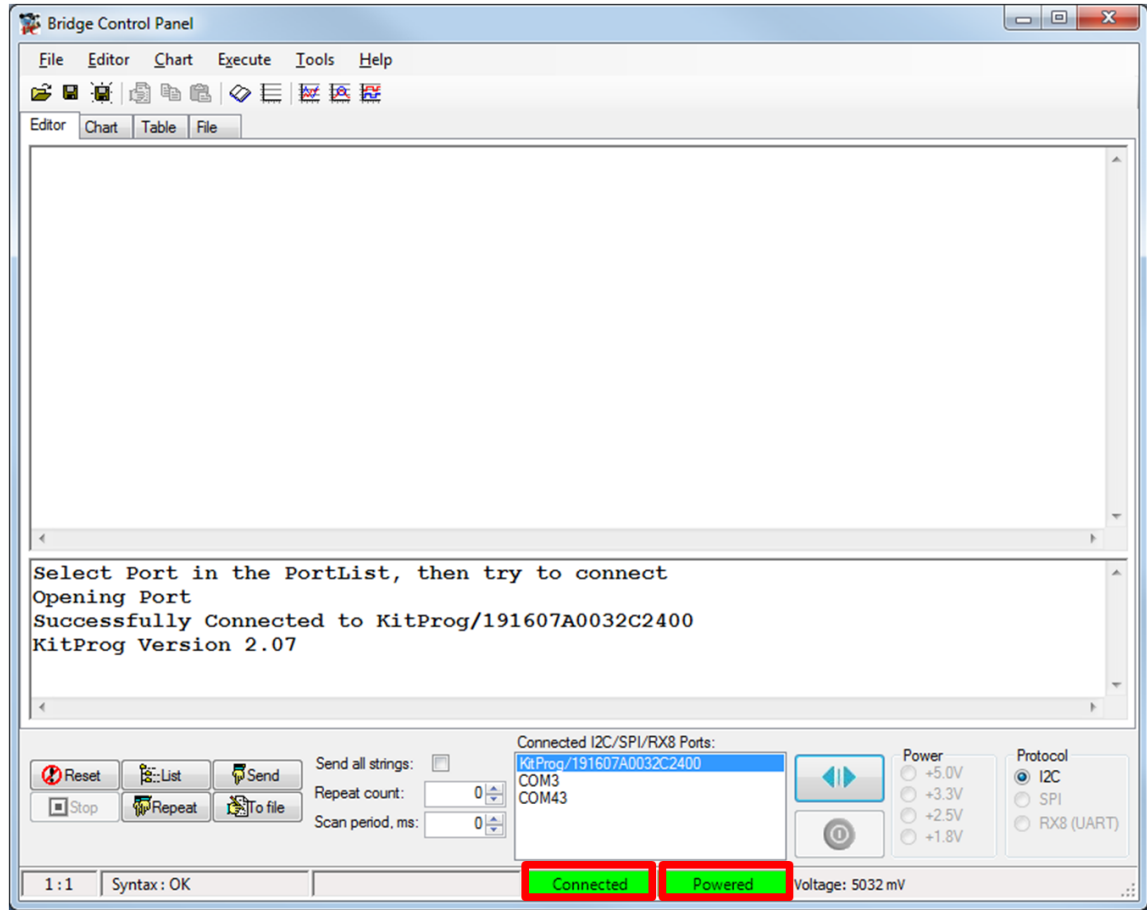 Bridge Control Panel
File Editor Chart Execute Tools Help
Editor Chart Table File
Select Port in the PortList, then try to connect
Opening Port
Successfully Connected to KitProg/191607A0032C2400
KitProg Version 2.07
Reset List Send
Stop Repeat To file
Send all strings:
Repeat count: 0
Scan period, ms: 0
Connected I2C/SPI/RX8 Ports:
KitProg/191607A0032C2400
COM3
COM43
Power
+5.0V
+3.3V
+2.5V
+1.8V
Protocol
I2C
SPI
RX8 (UART)
1:1 Syntax : OK Connected Powered Voltage: 5032 mV